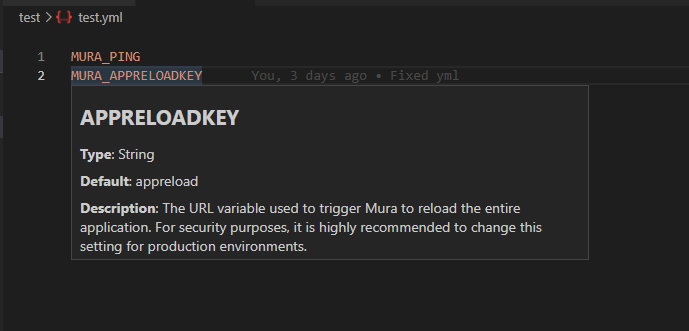 test > test.yml
1 MURA_PING
2 MURA_APPRELOADKEY You, 3 days ago • Fixed yml
APPRELOADKEY
Type: String
Default: appreload
Description: The URL variable used to trigger Mura to reload the entire
application. For security purposes, it is highly recommended to change this
setting for production environments.